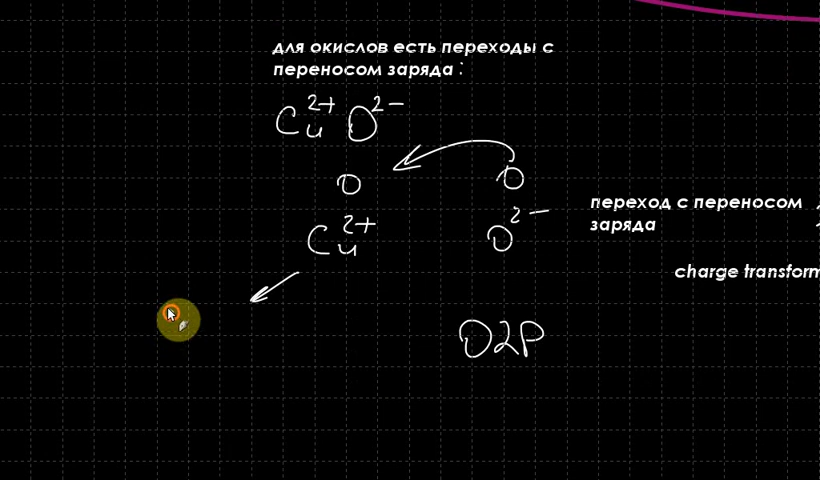 для окислов есть переходы с
переносом заряда :
Cu²⁺ O²⁻
O O
Cu²⁺ O²⁻
переход с переносом
заряда
charge transform
O2P